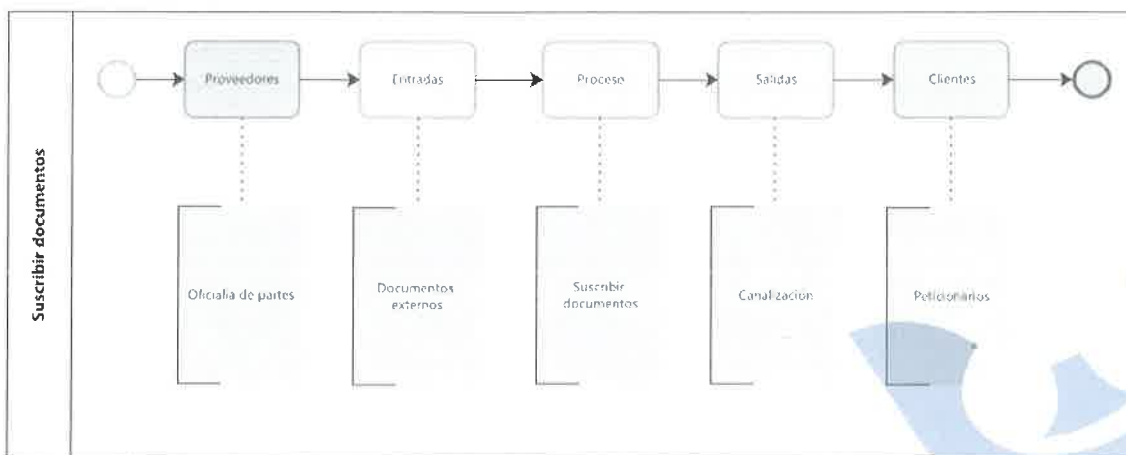 Suscribir documentos
Proveedores
Entradas
Proceso
Salidas
Clientes
Oficialia de partes
Documentos
externos
Suscribir
documentos
Canalizacion
Peticionarios